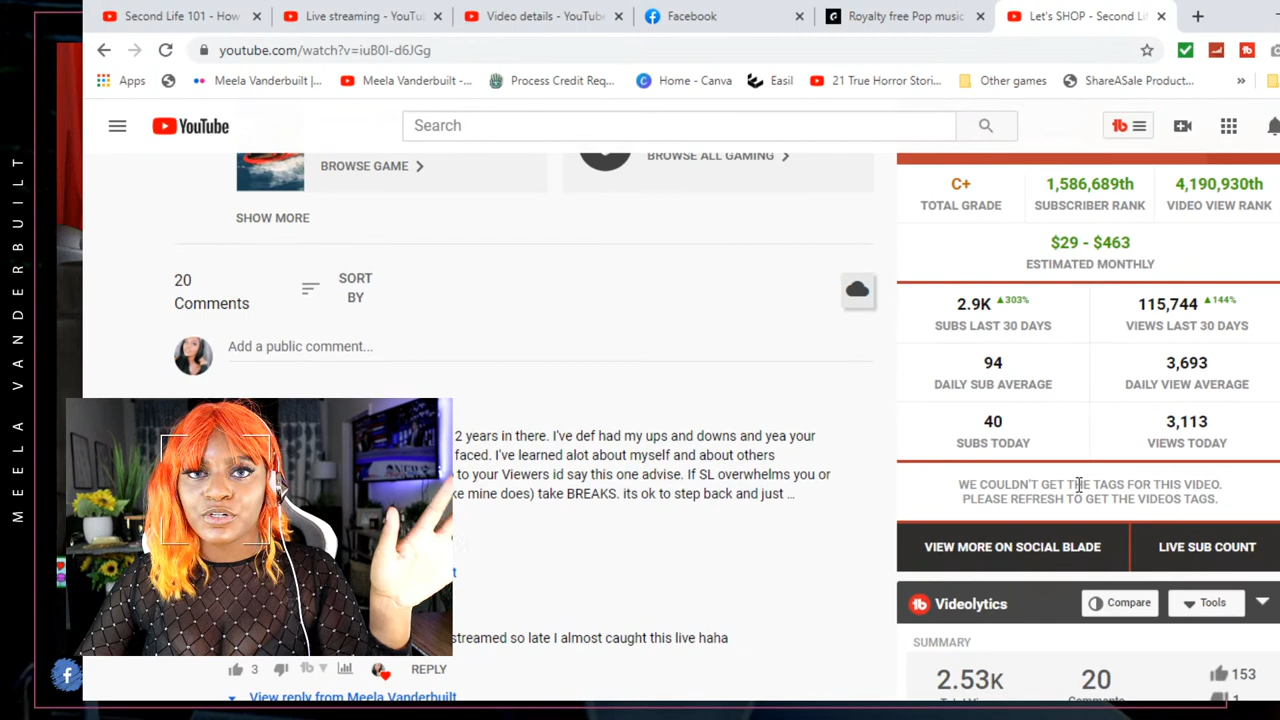 Second Life 101 - How
Live streaming - YouTu
Video details - YouTube
Facebook
Royalty free Pop music
Let's SHOP - Second Li
youtube.com/watch?v=iuB0I-d6JGg
Apps
Meela Vanderbuilt |...
Meela Vanderbuilt -...
Process Credit Req...
Home - Canva
Easil
21 True Horror Stori...
Other games
ShareASale Product...
YouTube
Search
BROWSE GAME
BROWSE ALL GAMING
SHOW MORE
20
Comments
SORT
BY
Add a public comment...
2 years in there. I've def had my ups and downs and yea your
faced. I've learned alot about myself and about others
to your Viewers id say this one advise. If SL overwhelms you or
ke mine does) take BREAKS. its ok to step back and just ...
streamed so late I almost caught this live haha
3
REPLY
View reply from Meela Vanderbuilt
C+
TOTAL GRADE
1,586,689th
SUBSCRIBER RANK
4,190,930th
VIDEO VIEW RANK
$29 - $463
ESTIMATED MONTHLY
2.9K 303%
SUBS LAST 30 DAYS
115,744 144%
VIEWS LAST 30 DAYS
94
DAILY SUB AVERAGE
3,693
DAILY VIEW AVERAGE
40
SUBS TODAY
3,113
VIEWS TODAY
WE COULDN'T GET THE TAGS FOR THIS VIDEO.
PLEASE REFRESH TO GET THE VIDEOS TAGS.
VIEW MORE ON SOCIAL BLADE
LIVE SUB COUNT
tb Videolytics
Compare
Tools
SUMMARY
2.53K
20
153
Comments
1
MEELA VANDERBUILT